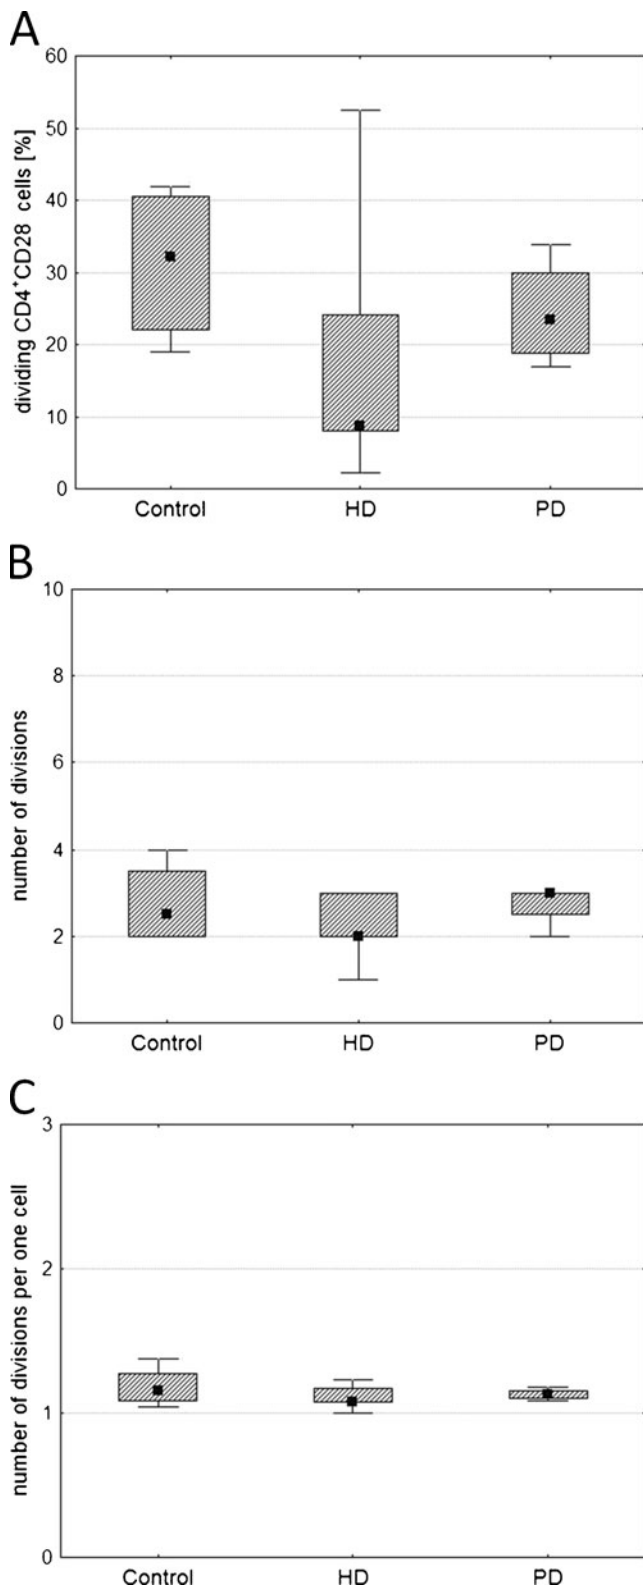 A
dividing CD4⁺CD28 cells [%]
60
50
40
30
20
10
0
Control HD PD
B
number of divisions
10
8
6
4
2
0
Control HD PD
C
number of divisions per one cell
3
2
1
0
Control HD PD